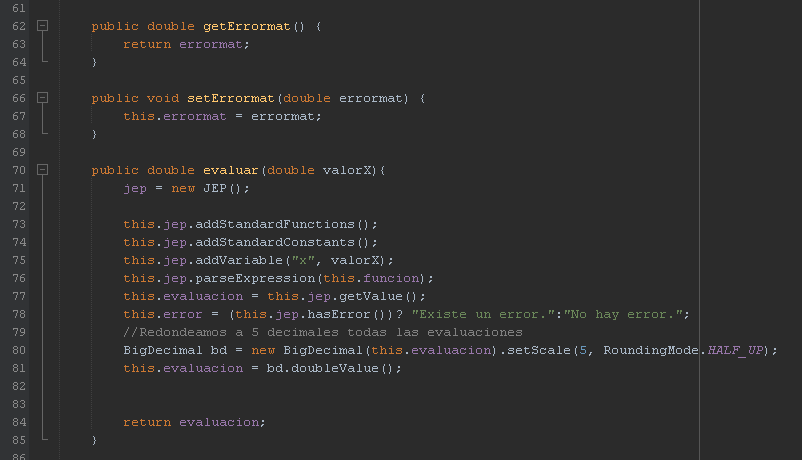 61
62 public double getErrormat() {
63 return errormat;
64 }
65
66 public void setErrormat(double errormat) {
67 this.errormat = errormat;
68 }
69
70 public double evaluar(double valorX){
71 jep = new JEP();
72
73 this.jep.addStandardFunctions();
74 this.jep.addStandardConstants();
75 this.jep.addVariable("x", valorX);
76 this.jep.parseExpression(this.funcion);
77 this.evaluacion = this.jep.getValue();
78 this.error = (this.jep.hasError())? "Existe un error.":"No hay error.";
79 //Redondeamos a 5 decimales todas las evaluaciones
80 BigDecimal bd = new BigDecimal(this.evaluacion).setScale(5, RoundingMode.HALF_UP);
81 this.evaluacion = bd.doubleValue();
82
83
84 return evaluacion;
85 }
86